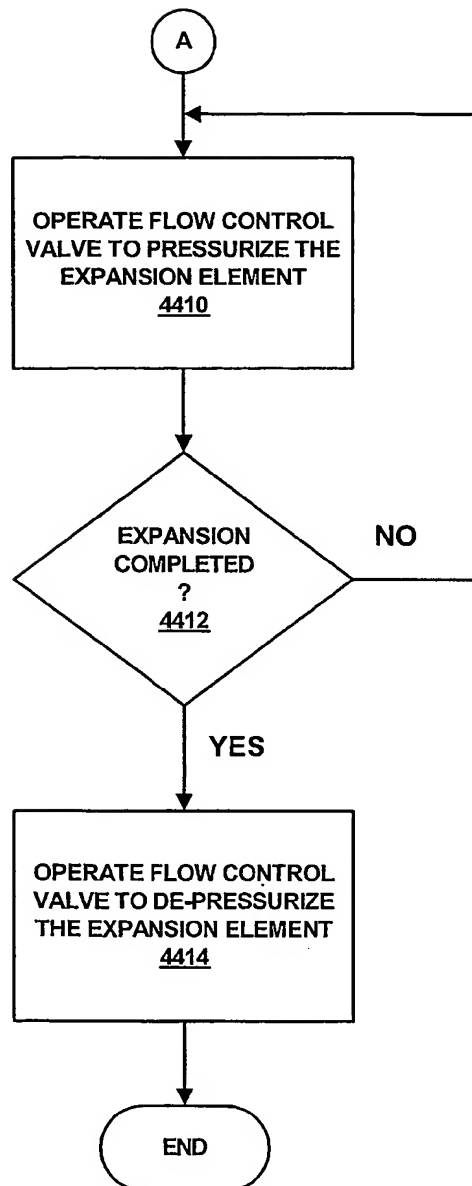 A
OPERATE FLOW CONTROL
VALVE TO PRESSURIZE THE
EXPANSION ELEMENT
4410
EXPANSION
COMPLETED
?
4412
NO
YES
OPERATE FLOW CONTROL
VALVE TO DE-PRESSURIZE
THE EXPANSION ELEMENT
4414
END